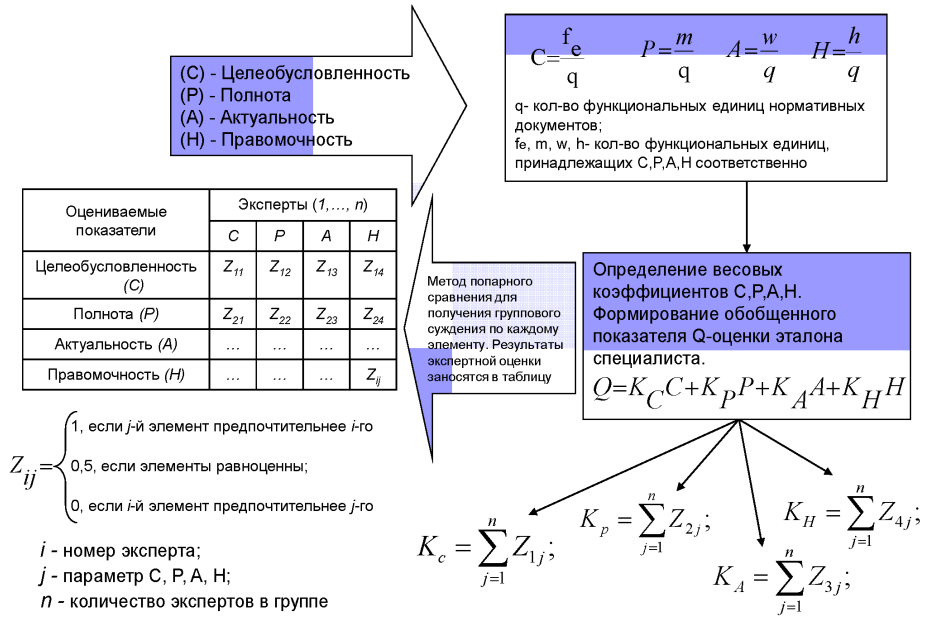 (С) - Целеобусловленность
(Р) - Полнота
(А) - Актуальность
(Н) - Правомочность
C=fe/q P=m/q A=w/q H=h/q
q- кол-во функциональных единиц нормативных
документов;
fe, m, w, h- кол-во функциональных единиц,
принадлежащих С,Р,А,Н соответственно
Оцениваемые
показатели
Эксперты (1,…, n)
С Р А Н
Целеобусловленность
(С)
Z11 Z12 Z13 Z14
Полнота (Р) Z21 Z22 Z23 Z24
Актуальность (А) … … … …
Правомочность (Н) … … … Zij
Метод попарного
сравнения для
получения группового
суждения по каждому
элементу. Результаты
экспертной оценки
заносятся в таблицу
Определение весовых
коэффициентов С,Р,А,Н.
Формирование обобщенного
показателя Q-оценки эталона
специалиста.
Q=KCC+KPP+KAA+KHH
Zij=
1, если j-й элемент предпочтительнее i-го
0,5, если элементы равноценны;
0, если i-й элемент предпочтительнее j-го
Kc = ∑ n j=1 Z1j;
Kp = ∑ n j=1 Z2j;
KA = ∑ n j=1 Z3j;
KH = ∑ n j=1 Z4j;
i - номер эксперта;
j - параметр С, Р, А, Н;
n - количество экспертов в группе